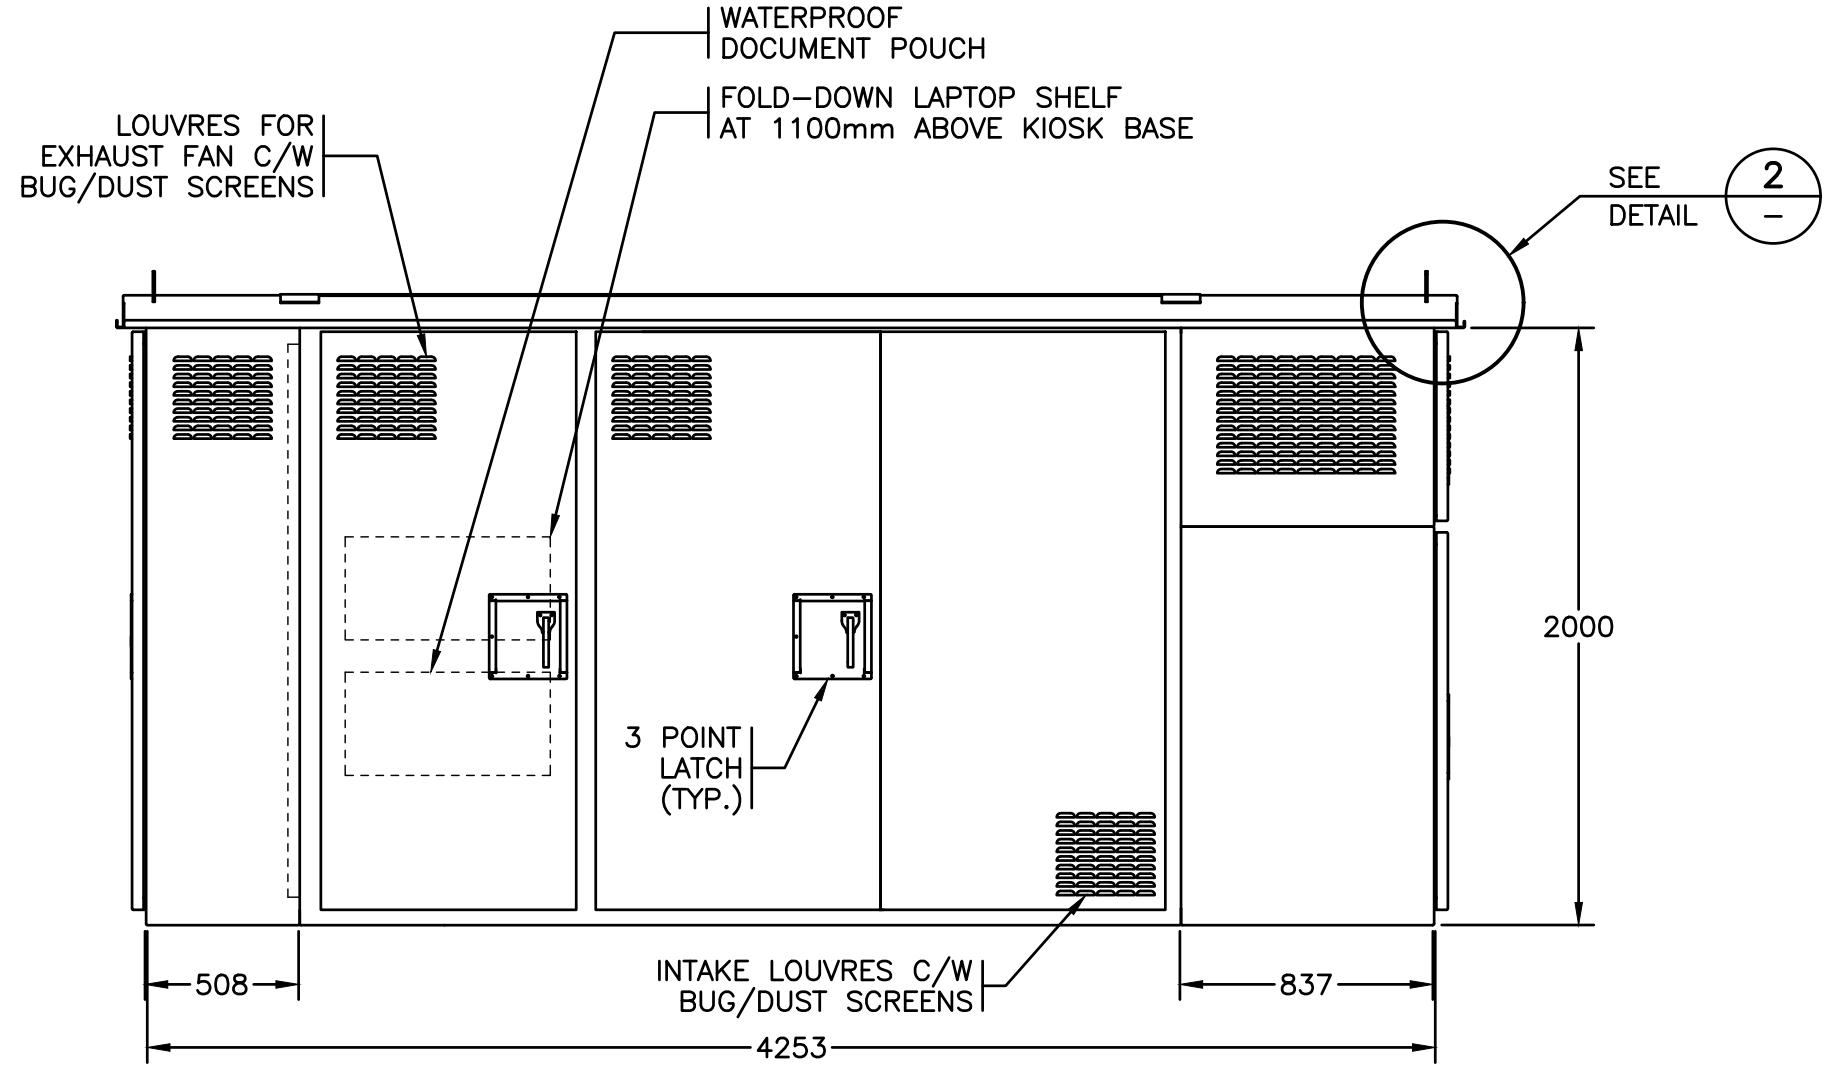 WATERPROOF
DOCUMENT POUCH
FOLD-DOWN LAPTOP SHELF
AT 1100mm ABOVE KIOSK BASE
LOUVRES FOR
EXHAUST FAN C/W
BUG/DUST SCREENS
SEE
DETAIL
2
-
2000
3 POINT
LATCH
(TYP.)
INTAKE LOUVRES C/W
BUG/DUST SCREENS
508
837
4253